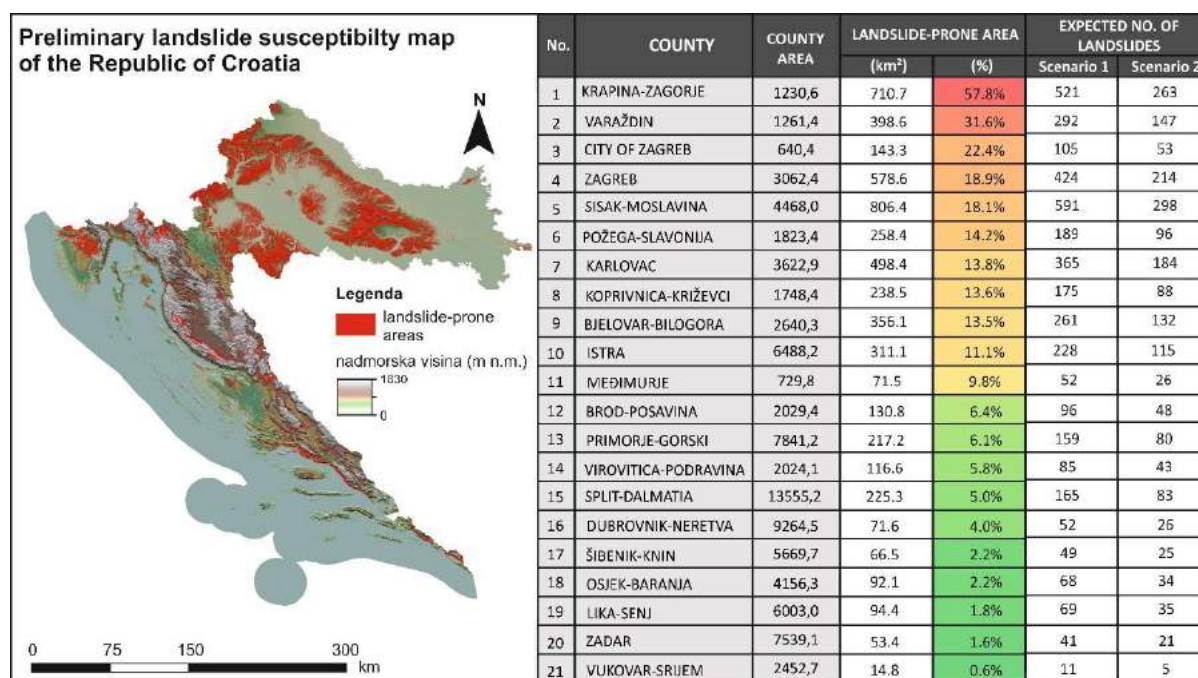 Preliminary landslide susceptibilty map
of the Republic of Croatia
N
Legenda
landslide-prone
areas
nadmorska visina (m n.m.)
1830
0
0 75 150 300
km
No. COUNTY COUNTY AREA LANDSLIDE-PRONE AREA EXPECTED NO. OF LANDSLIDES
(km²) (%) Scenario 1 Scenario 2
1 KRAPINA-ZAGORJE 1230,6 710.7 57.8% 521 263
2 VARAŽDIN 1261,4 398.6 31.6% 292 147
3 CITY OF ZAGREB 640,4 143.3 22.4% 105 53
4 ZAGREB 3062,4 578.6 18.9% 424 214
5 SISAK-MOSLAVINA 4468,0 806.4 18.1% 591 298
6 POŽEGA-SLAVONIJA 1823,4 258.4 14.2% 189 96
7 KARLOVAC 3622,9 498.4 13.8% 365 184
8 KOPRIVNICA-KRIŽEVCI 1748,4 238.5 13.6% 175 88
9 BJELOVAR-BILOGORA 2640,3 356.1 13.5% 261 132
10 ISTRA 6488,2 311.1 11.1% 228 115
11 MEĐIMURJE 729,8 71.5 9.8% 52 26
12 BROD-POSAVINA 2029,4 130.8 6.4% 96 48
13 PRIMORJE-GORSKI 7841,2 217.2 6.1% 159 80
14 VIROVITICA-PODRAVINA 2024,1 116.6 5.8% 85 43
15 SPLIT-DALMATIA 13555,2 225.3 5.0% 165 83
16 DUBROVNIK-NERETVA 9264,5 71.6 4.0% 52 26
17 ŠIBENIK-KNIN 5669,7 66.5 2.2% 49 25
18 OSJEK-BARANJA 4156,3 92.1 2.2% 68 34
19 LIKA-SENJ 6003,0 94.4 1.8% 69 35
20 ZADAR 7539,1 53.4 1.6% 41 21
21 VUKOVAR-SRIJEM 2452,7 14.8 0.6% 11 5